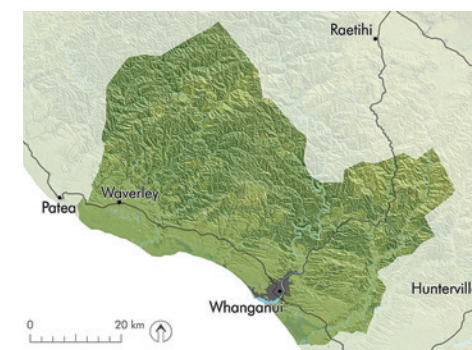 Raetihi
Waverley
Patea
Whanganui
Huntervill
0 20 km